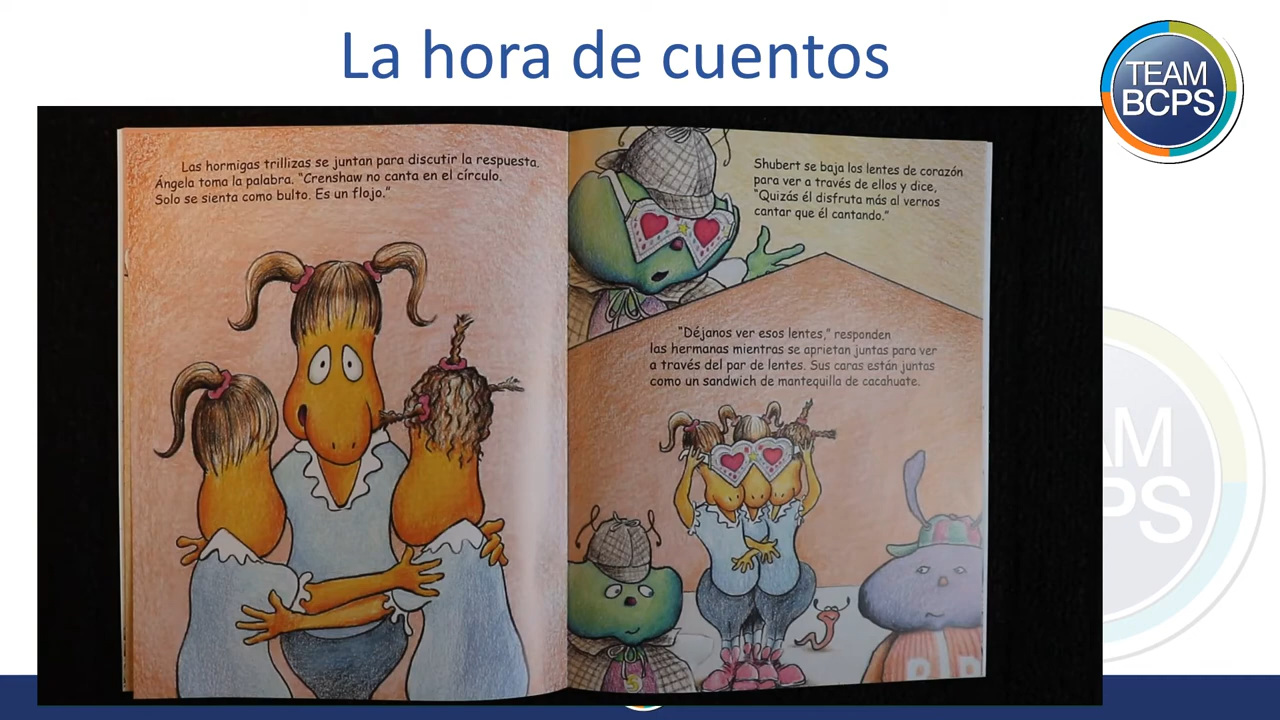 La hora de cuentos
TEAM
BCPS
Las hormigas trillizas se juntan para discutir la respuesta.
Ángela toma la palabra. “Crenshaw no canta en el círculo.
Solo se sienta como bulto. Es un flojo.”
Shubert se baja los lentes de corazón
para ver a través de ellos y dice,
“Quizás él disfruta más al vernos
cantar que él cantando.”
“Déjanos ver esos lentes,” responden
las hermanas mientras se aprietan juntas para ver
a través del par de lentes. Sus caras están juntas
como un sandwich de mantequilla de cacahuate.
AM
PS